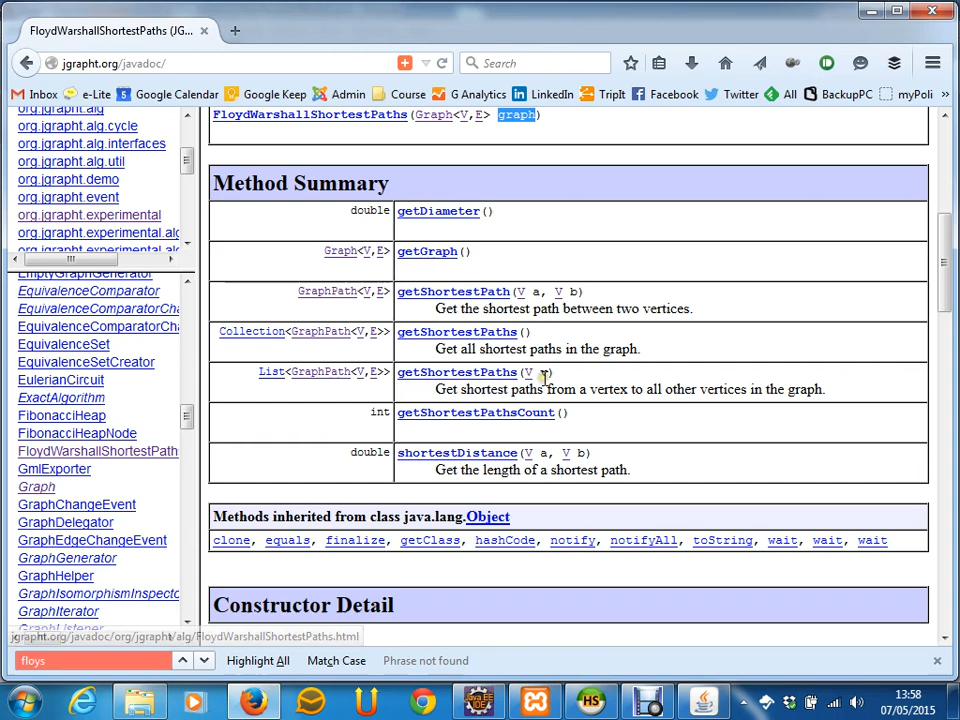 FloydWarshallShortestPaths (JG... ×
jgrapht.org/javadoc/
Search
Inbox e-Lite Google Calendar Google Keep Admin Course G Analytics LinkedIn TripIt Facebook Twitter All BackupPC myPoli »
org.jgrapht.alg
org.jgrapht.alg.cycle
org.jgrapht.alg.interfaces
org.jgrapht.alg.util
org.jgrapht.demo
org.jgrapht.event
org.jgrapht.experimental
org.jgrapht.experimental.alg
EmptyGraphGenerator
EquivalenceComparator
EquivalenceComparatorCha
EquivalenceComparatorCha
EquivalenceSet
EquivalenceSetCreator
EulerianCircuit
ExactAlgorithm
FibonacciHeap
FibonacciHeapNode
FloydWarshallShortestPath
GmlExporter
Graph
GraphChangeEvent
GraphDelegator
GraphEdgeChangeEvent
GraphGenerator
GraphHelper
GraphIsomorphismInspecto
GraphIterator
GraphListener
FloydWarshallShortestPaths(Graph<V,E> graph)
Method Summary
double getDiameter()
Graph<V,E> getGraph()
GraphPath<V,E> getShortestPath(V a, V b)
Get the shortest path between two vertices.
Collection<GraphPath<V,E>> getShortestPaths()
Get all shortest paths in the graph.
List<GraphPath<V,E>> getShortestPaths(V v)
Get shortest paths from a vertex to all other vertices in the graph.
int getShortestPathsCount()
double shortestDistance(V a, V b)
Get the length of a shortest path.
Methods inherited from class java.lang.Object
clone, equals, finalize, getClass, hashCode, notify, notifyAll, toString, wait, wait, wait
Constructor Detail
jgrapht.org/javadoc/org/jgrapht/alg/FloydWarshallShortestPaths.html
floys Highlight All Match Case Phrase not found
13:58
07/05/2015